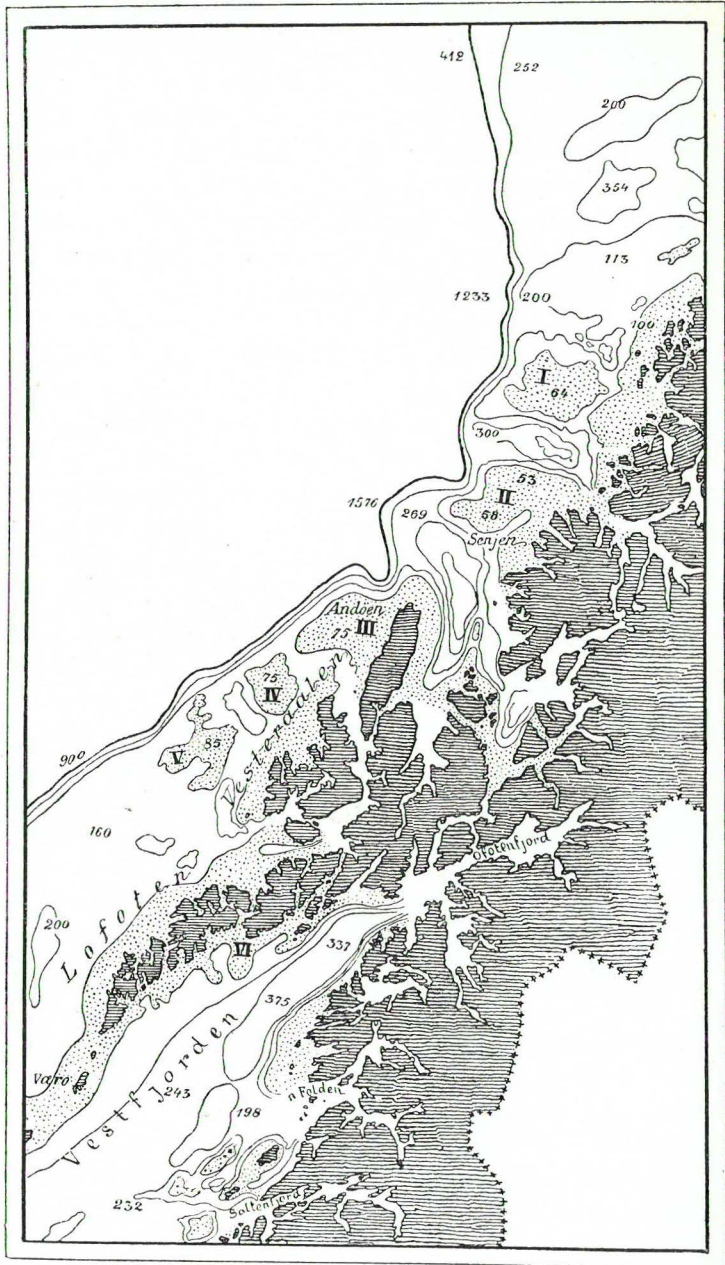 412
252
200
354
113
1233
200
100
I
64
300
53
II
68
1576
269
Senjen
Andöen
75 III
75
IV
Vesteraalen
V
85
900
160
Ofotenfjord
Lofoten
200
VI
337
375
Værö
Vestfjorden
243
n Folden
198
232
Saltenfjord